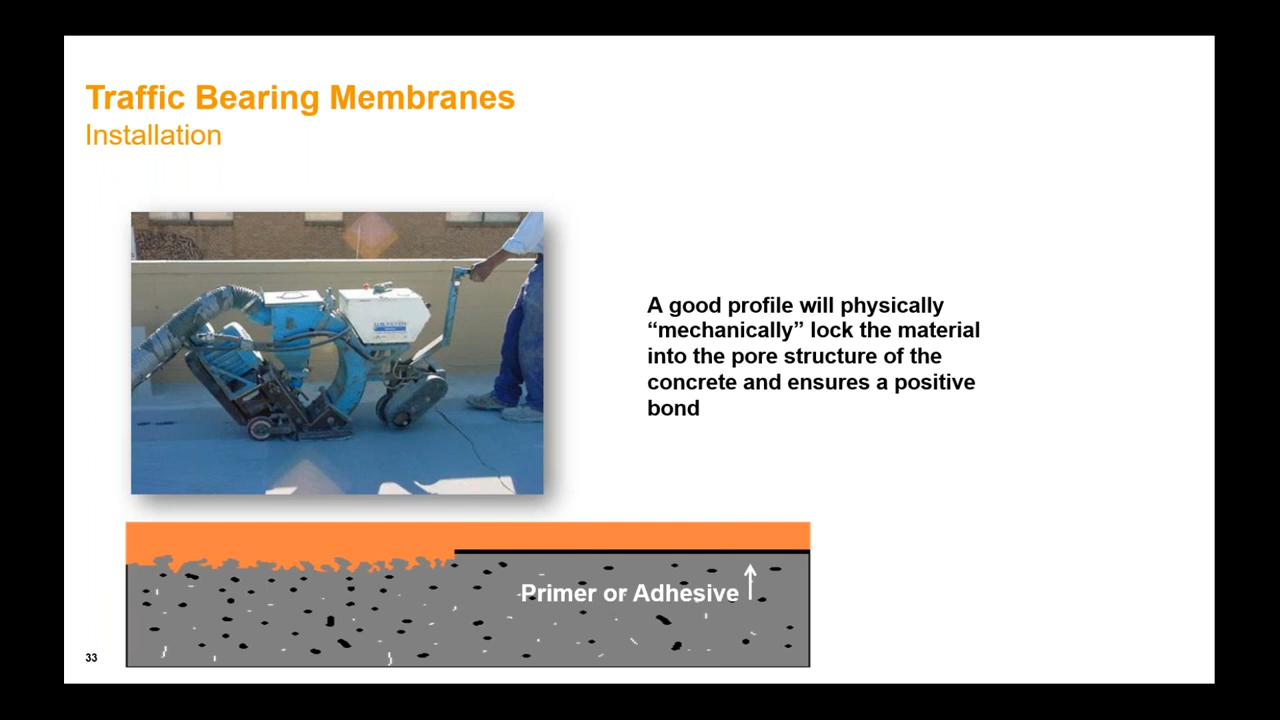 Traffic Bearing Membranes
Installation
A good profile will physically
“mechanically” lock the material
into the pore structure of the
concrete and ensures a positive
bond
Primer or Adhesive
33